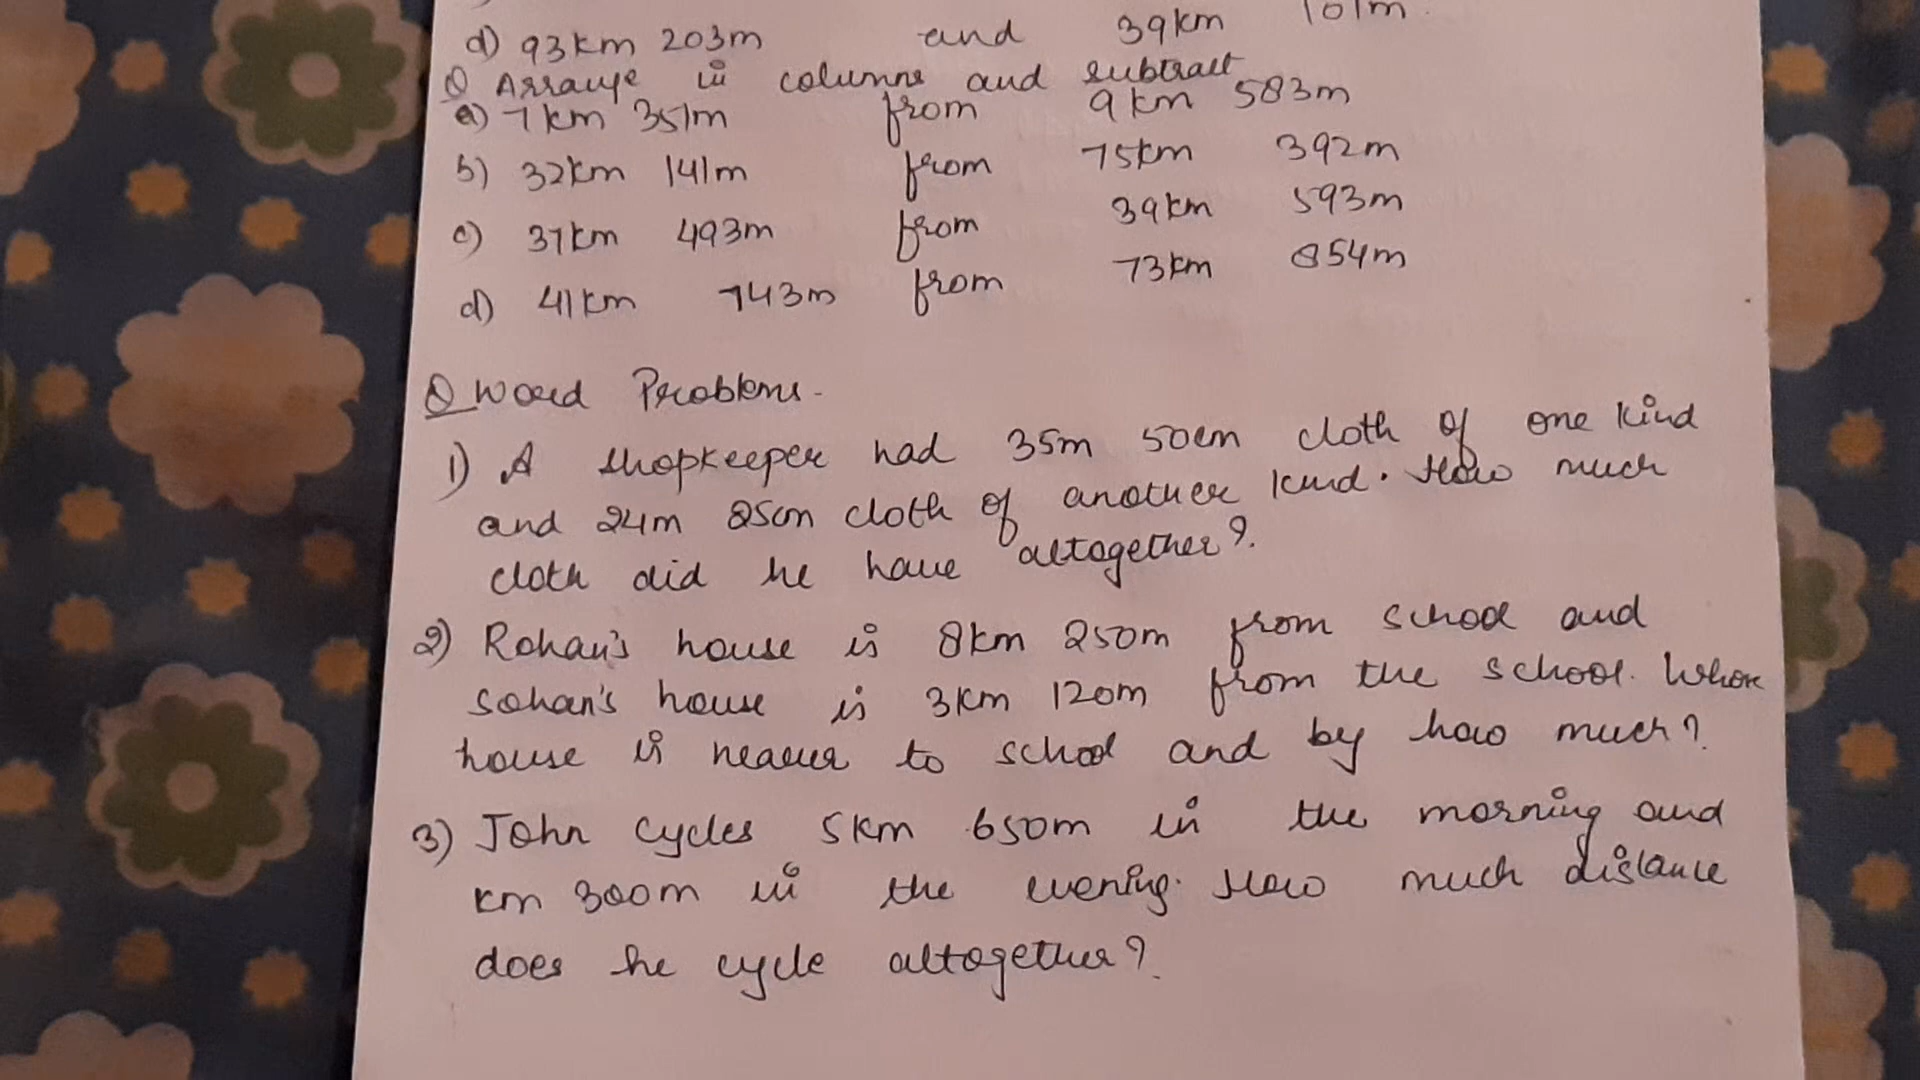 d) 93km 203m and 39km 101m
Q Arrange in columns and subtract
a) 7km 351m from 9km 583m
b) 32km 141m from 75km 392m
c) 37km 493m from 39km 593m
d) 41km 743m from 73km 854m
Q Word Problems-
1) A shopkeeper had 35m 50cm cloth of one kind
and 24m 25cm cloth of another kind. How much
cloth did he have altogether?
2) Rohan's house is 8km 250m from school and
Sohan's house is 3km 120m from the school. Whose
house is nearer to school and by how much?
3) John cycles 5km 650m in the morning and
km 300m in the evening. How much distance
does he cycle altogether?